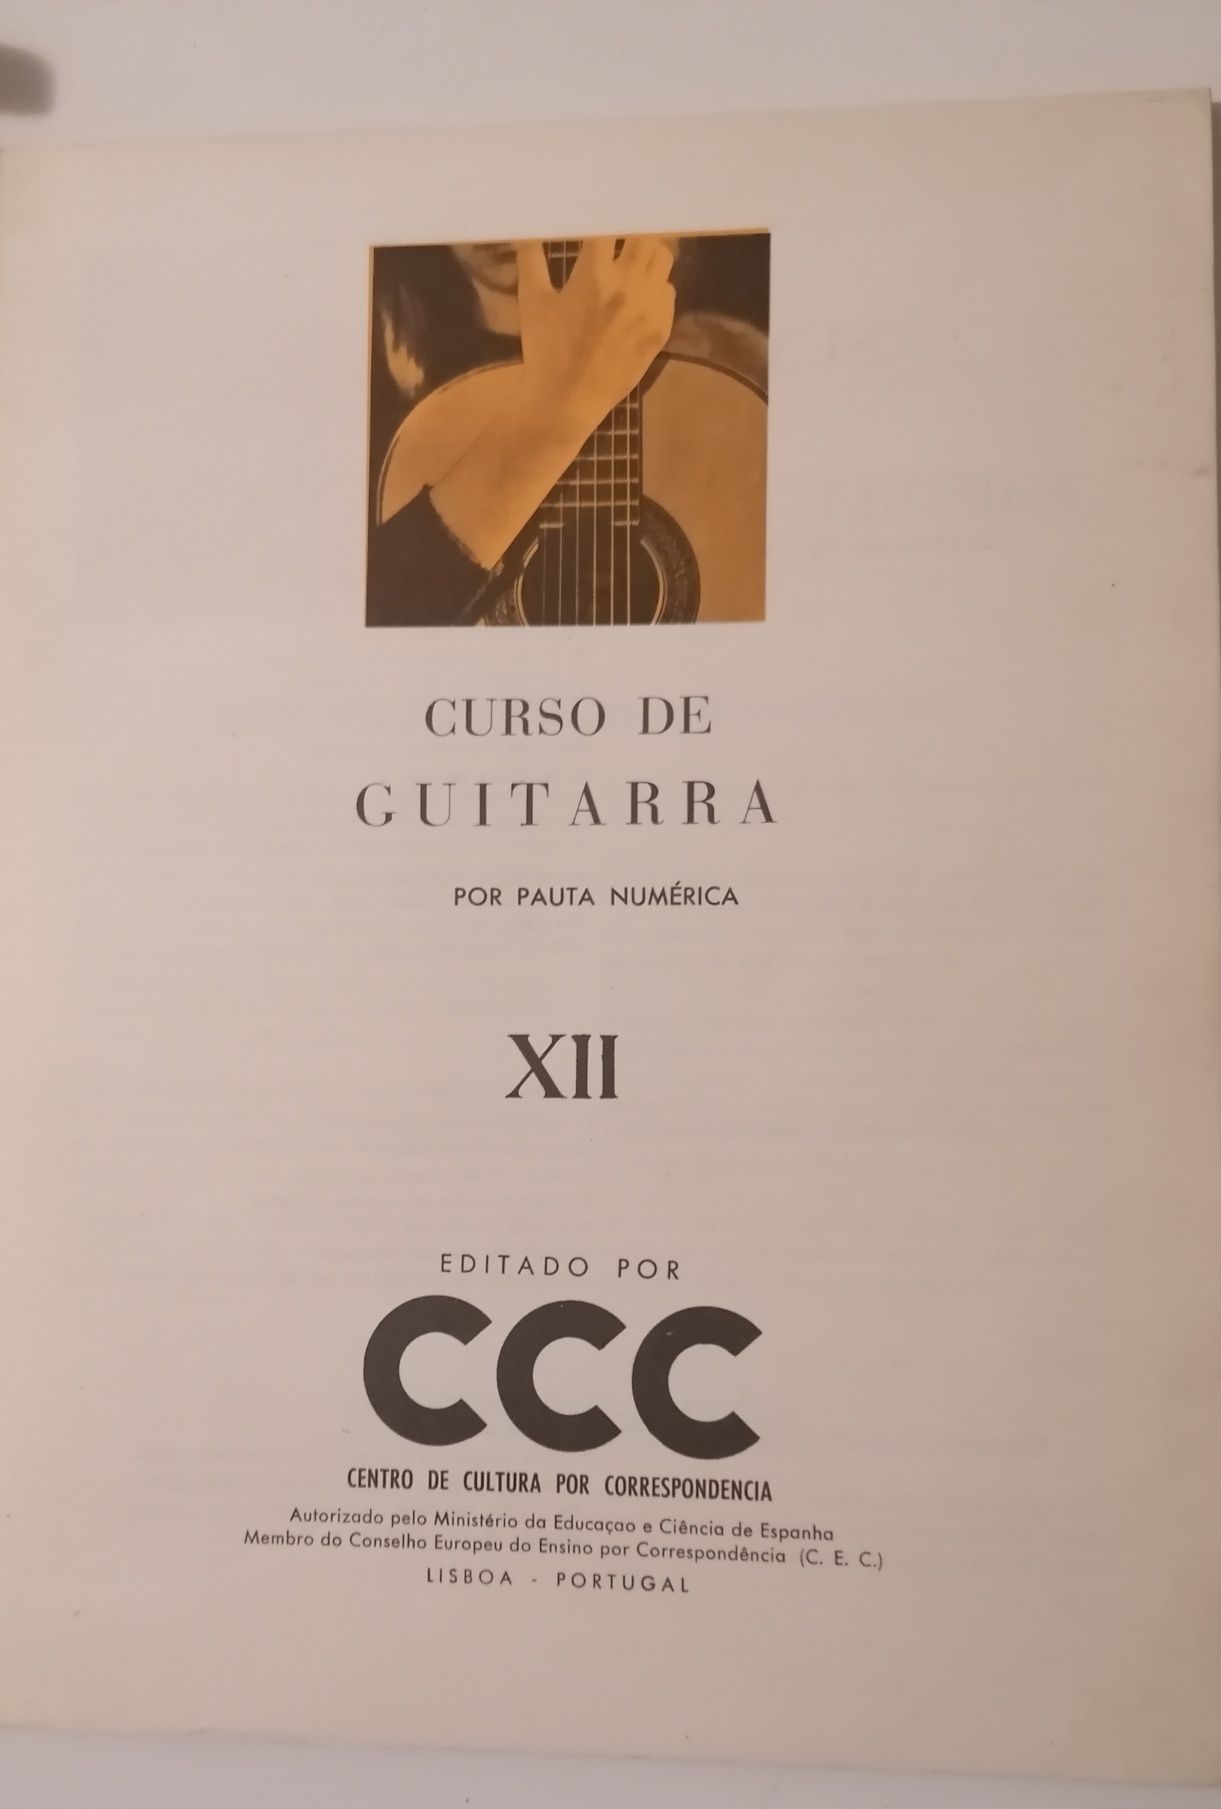 CURSO DE
GUITARRA
POR PAUTA NUMÉRICA
XII
EDITADO POR
CCC
CENTRO DE CULTURA POR CORRESPONDENCIA
Autorizado pelo Ministério da Educaçao e Ciência de Espanha
Membro do Conselho Europeu do Ensino por Correspondência (C. E. C.)
LISBOA - PORTUGAL